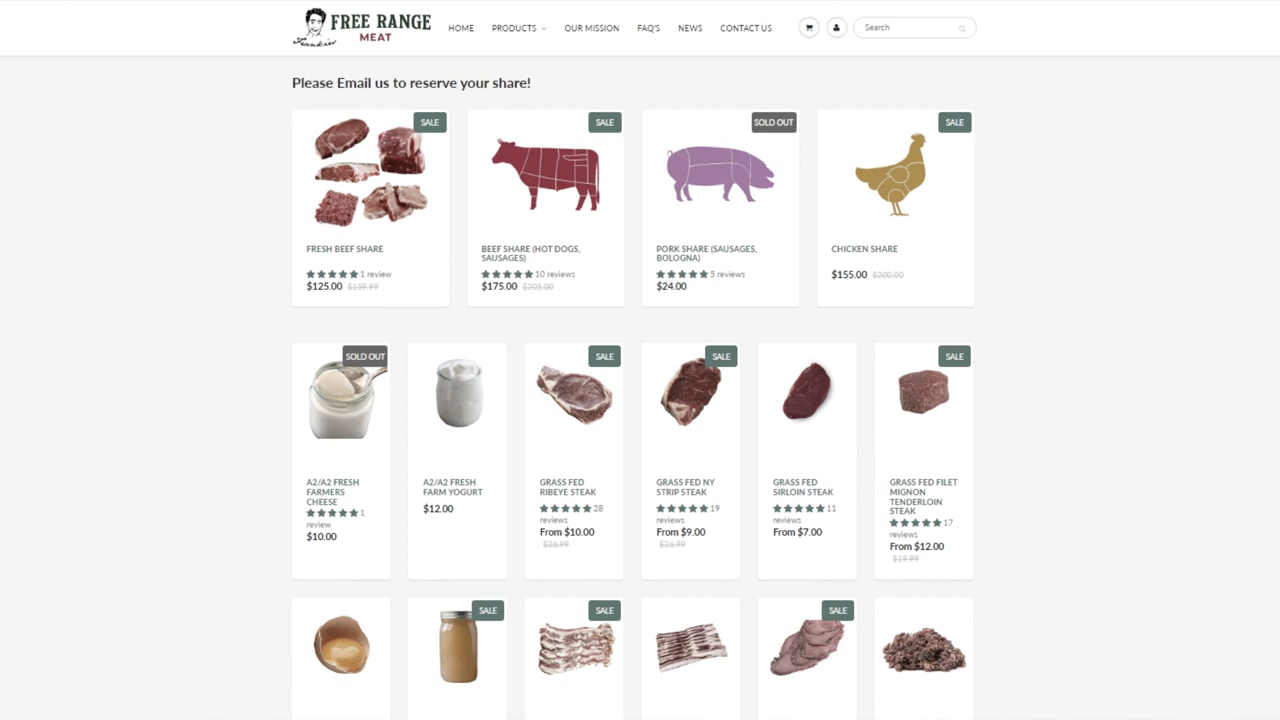 Frankie's
FREE RANGE
MEAT
HOME
PRODUCTS
OUR MISSION
FAQ'S
NEWS
CONTACT US
Search
Please Email us to reserve your share!
SALE
SALE
SOLD OUT
SALE
FRESH BEEF SHARE
1 review
$125.00 $159.99
BEEF SHARE (HOT DOGS,
SAUSAGES)
10 reviews
$175.00 $205.00
PORK SHARE (SAUSAGES,
BOLOGNA)
5 reviews
$24.00
CHICKEN SHARE
$155.00 $200.00
SOLD OUT
SALE
SALE
SALE
A2/A2 FRESH
FARMERS
CHEESE
1
review
$10.00
A2/A2 FRESH
FARM YOGURT
$12.00
GRASS FED
RIBEYE STEAK
28
reviews
From $10.00
$26.99
GRASS FED NY
STRIP STEAK
19
reviews
From $9.00
$26.99
GRASS FED
SIRLOIN STEAK
11
reviews
From $7.00
GRASS FED FILET
MIGNON
TENDERLOIN
STEAK
17
reviews
From $12.00
$19.99
SALE
SALE
SALE